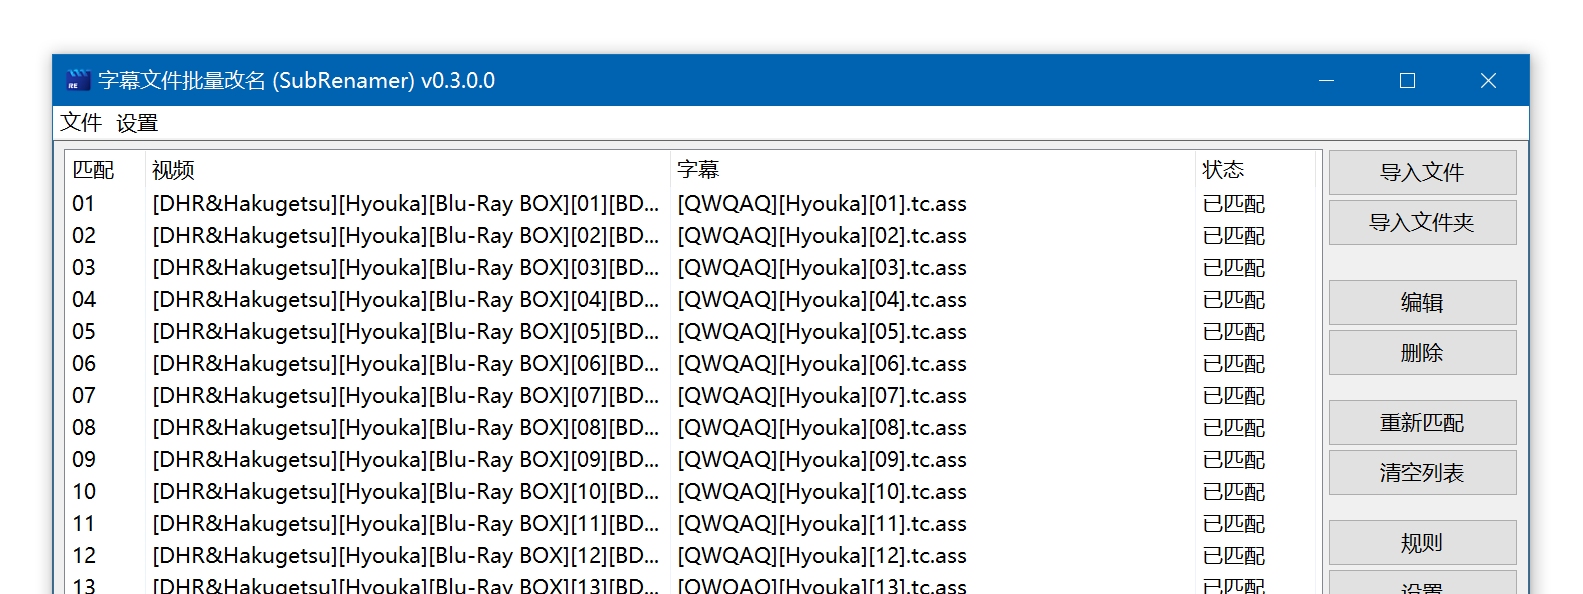 字幕文件批量改名 (SubRenamer) v0.3.0.0
文件 设置
匹配 视频 字幕 状态
01 [DHR&Hakugetsu][Hyouka][Blu-Ray BOX][01][BD... [QWQAQ][Hyouka][01].tc.ass 已匹配
02 [DHR&Hakugetsu][Hyouka][Blu-Ray BOX][02][BD... [QWQAQ][Hyouka][02].tc.ass 已匹配
03 [DHR&Hakugetsu][Hyouka][Blu-Ray BOX][03][BD... [QWQAQ][Hyouka][03].tc.ass 已匹配
04 [DHR&Hakugetsu][Hyouka][Blu-Ray BOX][04][BD... [QWQAQ][Hyouka][04].tc.ass 已匹配
05 [DHR&Hakugetsu][Hyouka][Blu-Ray BOX][05][BD... [QWQAQ][Hyouka][05].tc.ass 已匹配
06 [DHR&Hakugetsu][Hyouka][Blu-Ray BOX][06][BD... [QWQAQ][Hyouka][06].tc.ass 已匹配
07 [DHR&Hakugetsu][Hyouka][Blu-Ray BOX][07][BD... [QWQAQ][Hyouka][07].tc.ass 已匹配
08 [DHR&Hakugetsu][Hyouka][Blu-Ray BOX][08][BD... [QWQAQ][Hyouka][08].tc.ass 已匹配
09 [DHR&Hakugetsu][Hyouka][Blu-Ray BOX][09][BD... [QWQAQ][Hyouka][09].tc.ass 已匹配
10 [DHR&Hakugetsu][Hyouka][Blu-Ray BOX][10][BD... [QWQAQ][Hyouka][10].tc.ass 已匹配
11 [DHR&Hakugetsu][Hyouka][Blu-Ray BOX][11][BD... [QWQAQ][Hyouka][11].tc.ass 已匹配
12 [DHR&Hakugetsu][Hyouka][Blu-Ray BOX][12][BD... [QWQAQ][Hyouka][12].tc.ass 已匹配
13 [DHR&Hakugetsu][Hyouka][Blu-Ray BOX][13][BD... [QWQAQ][Hyouka][13].tc.ass 已匹配
导入文件
导入文件夹
编辑
删除
重新匹配
清空列表
规则
设置
RE